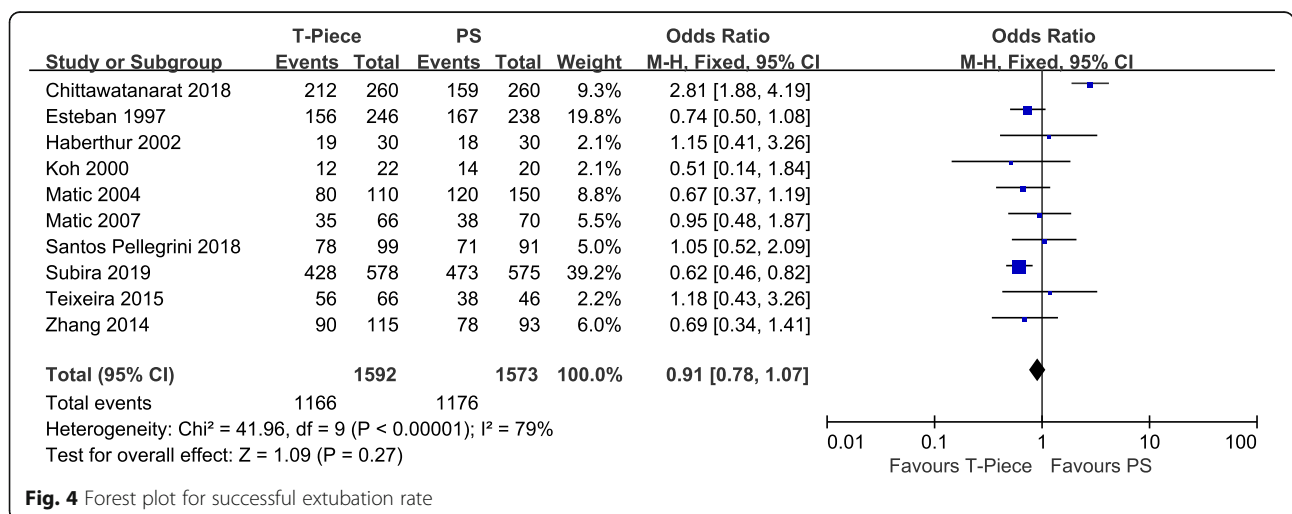 T-Piece PS Odds Ratio Odds Ratio
Study or Subgroup Events Total Events Total Weight M-H, Fixed, 95% CI M-H, Fixed, 95% CI
Chittawatanarat 2018 212 260 159 260 9.3% 2.81 [1.88, 4.19]
Esteban 1997 156 246 167 238 19.8% 0.74 [0.50, 1.08]
Haberthur 2002 19 30 18 30 2.1% 1.15 [0.41, 3.26]
Koh 2000 12 22 14 20 2.1% 0.51 [0.14, 1.84]
Matic 2004 80 110 120 150 8.8% 0.67 [0.37, 1.19]
Matic 2007 35 66 38 70 5.5% 0.95 [0.48, 1.87]
Santos Pellegrini 2018 78 99 71 91 5.0% 1.05 [0.52, 2.09]
Subira 2019 428 578 473 575 39.2% 0.62 [0.46, 0.82]
Teixeira 2015 56 66 38 46 2.2% 1.18 [0.43, 3.26]
Zhang 2014 90 115 78 93 6.0% 0.69 [0.34, 1.41]
Total (95% CI) 1592 1573 100.0% 0.91 [0.78, 1.07]
Total events 1166 1176
Heterogeneity: Chi² = 41.96, df = 9 (P < 0.00001); I² = 79%
Test for overall effect: Z = 1.09 (P = 0.27)
0.01 0.1 1 10 100
Favours T-Piece Favours PS
Fig. 4 Forest plot for successful extubation rate